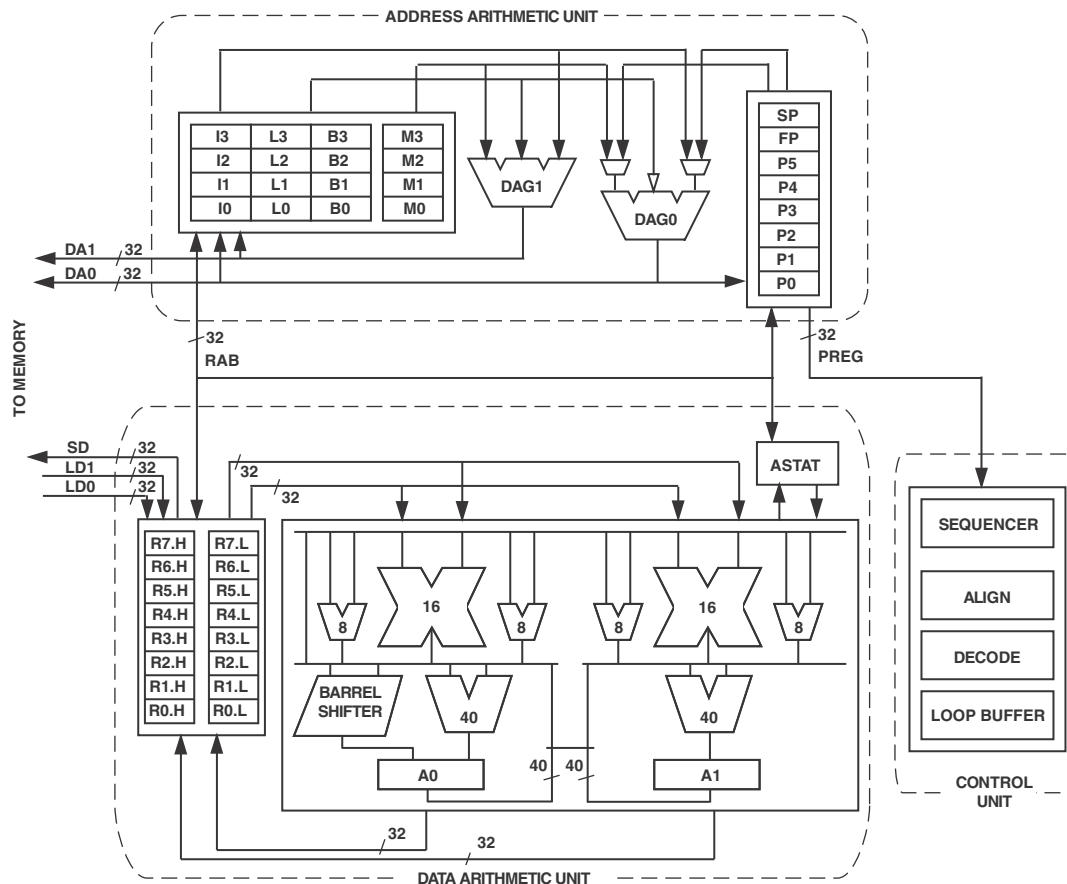 ADDRESS ARITHMETIC UNIT
I3 L3 B3 M3
I2 L2 B2 M2
I1 L1 B1 M1
I0 L0 B0 M0
DAG1
DAG0
SP
FP
P5
P4
P3
P2
P1
P0
DA1 32
DA0 32
TO MEMORY
32
RAB
32
PREG
SD 32
LD1 32
LD0 32
32
32
ASTAT
R7.H R7.L
R6.H R6.L
R5.H R5.L
R4.H R4.L
R3.H R3.L
R2.H R2.L
R1.H R1.L
R0.H R0.L
16
8
8
16
8
8
BARREL
SHIFTER
40
40
A0
40
40
A1
32
32
DATA ARITHMETIC UNIT
SEQUENCER
ALIGN
DECODE
LOOP BUFFER
CONTROL
UNIT